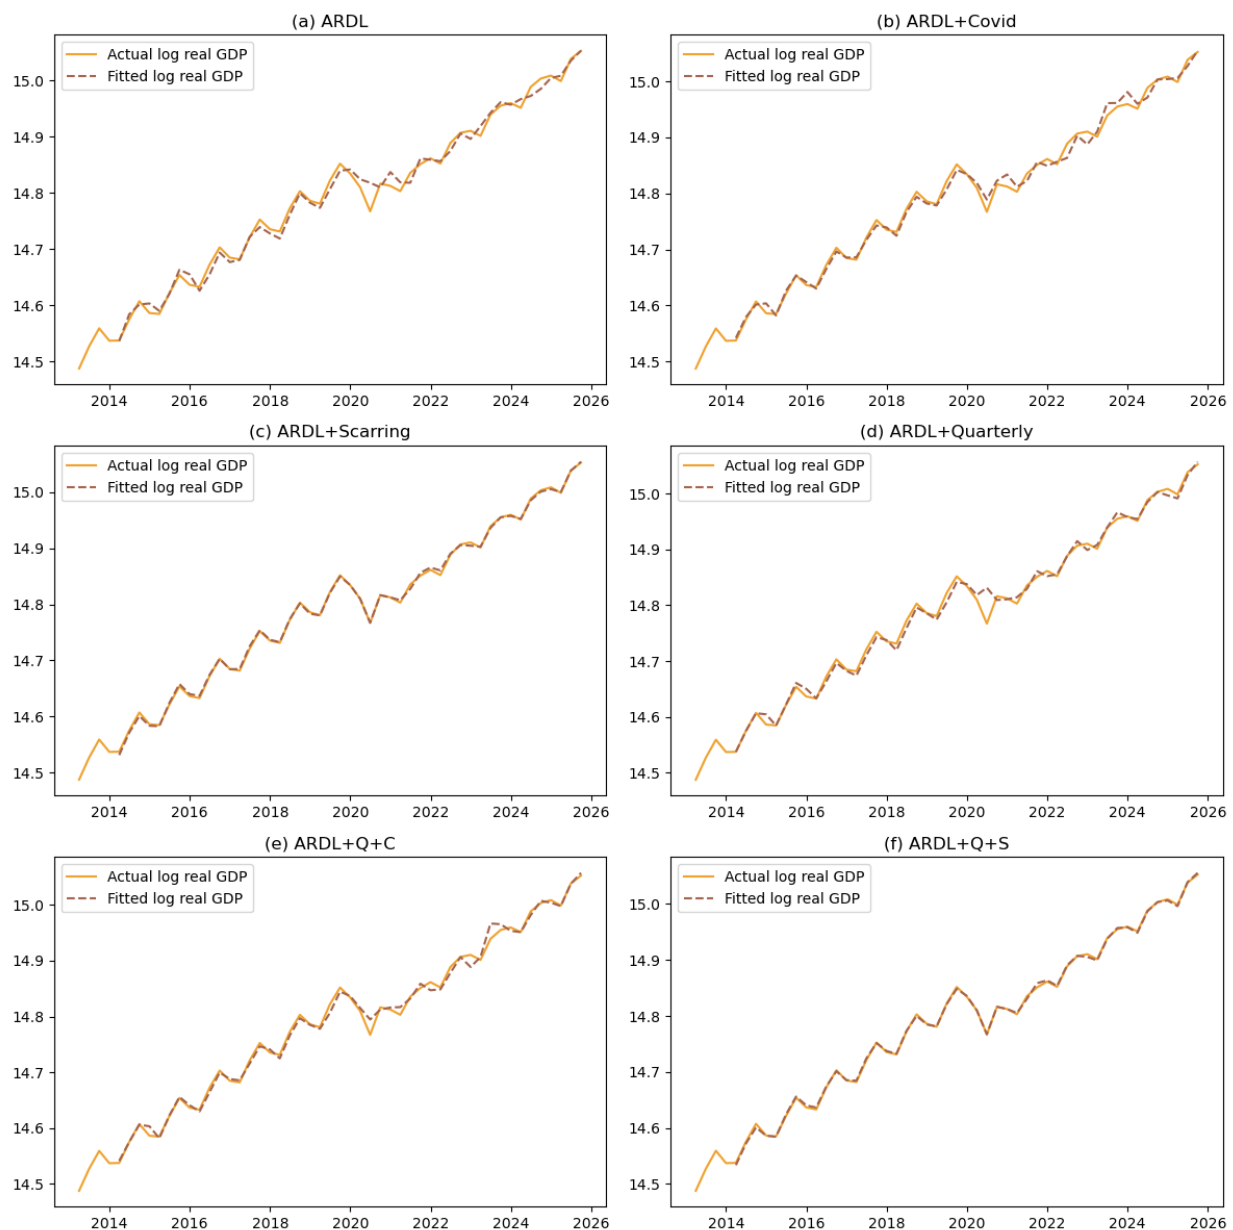 (a) ARDL
Actual log real GDP
Fitted log real GDP
15.0
14.9
14.8
14.7
14.6
14.5
2014 2016 2018 2020 2022 2024 2026
(b) ARDL+Covid
Actual log real GDP
Fitted log real GDP
15.0
14.9
14.8
14.7
14.6
14.5
2014 2016 2018 2020 2022 2024 2026
(c) ARDL+Scarring
Actual log real GDP
Fitted log real GDP
15.0
14.9
14.8
14.7
14.6
14.5
2014 2016 2018 2020 2022 2024 2026
(d) ARDL+Quarterly
Actual log real GDP
Fitted log real GDP
15.0
14.9
14.8
14.7
14.6
14.5
2014 2016 2018 2020 2022 2024 2026
(e) ARDL+Q+C
Actual log real GDP
Fitted log real GDP
15.0
14.9
14.8
14.7
14.6
14.5
2014 2016 2018 2020 2022 2024 2026
(f) ARDL+Q+S
Actual log real GDP
Fitted log real GDP
15.0
14.9
14.8
14.7
14.6
14.5
2014 2016 2018 2020 2022 2024 2026